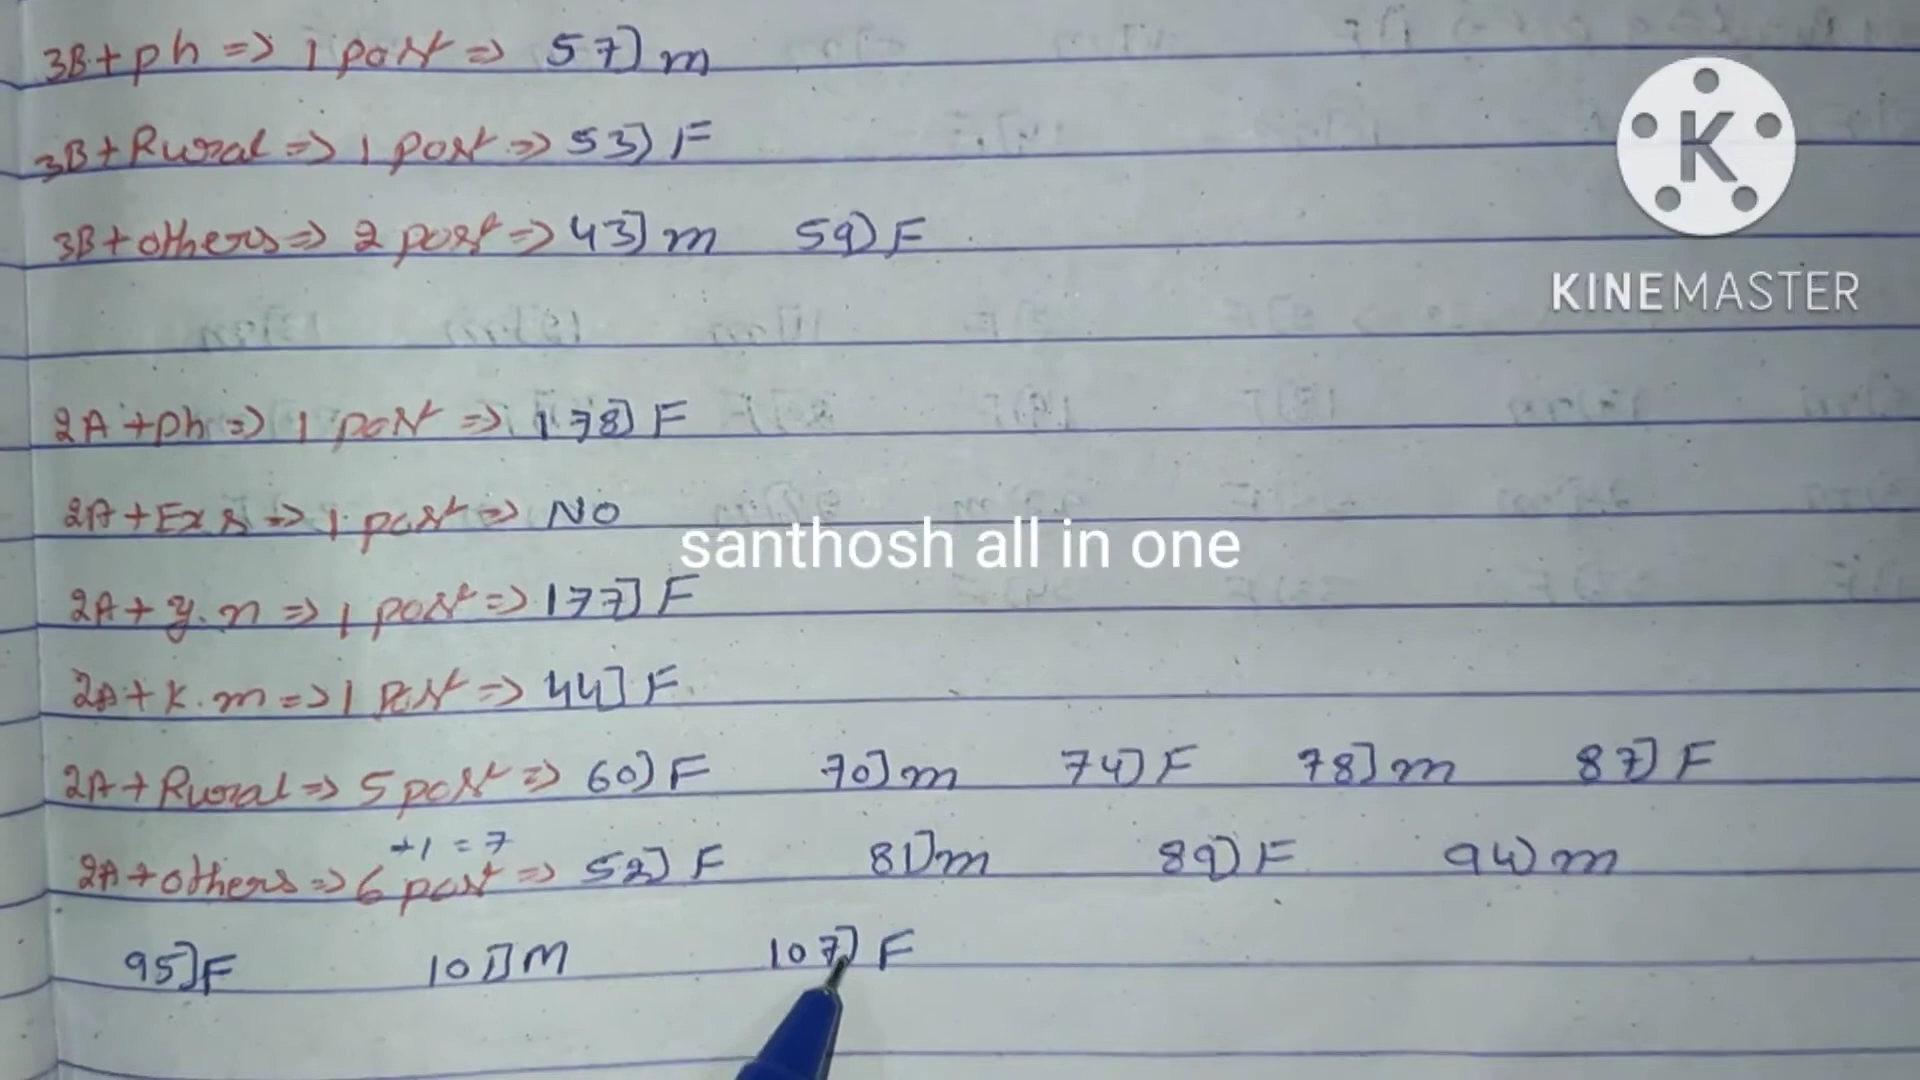 3B+ph => 1 post => 57] m
3B+Rural => 1 post => 53] F
3B+others => 2 post => 43] m 59) F
K
KINEMASTER
2A+ph => 1 post => 178] F
2A+Exs => 1 post => NO
santhosh all in one
2A+y.n => 1 post => 177] F
2A+K.m => 1 post => 44] F
2A+Rural => 5 post => 60) F 70] m 74) F 78] m 87] F
+1 = 7
2A+others => 6 post => 52] F 81] m 89) F 94) m
95] F 101] M 107] F